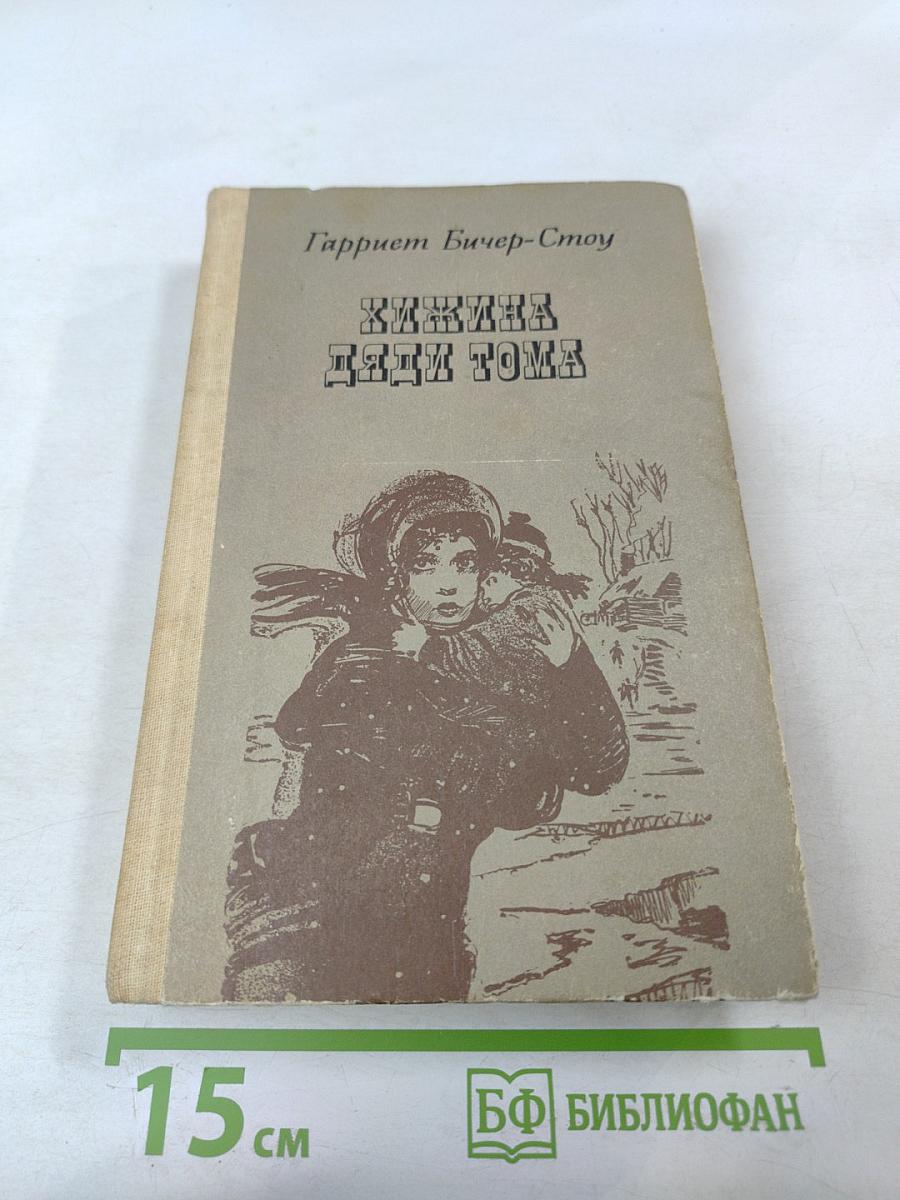 Гарриет Бичер-Стоу
ХИЖИНА
ДЯДИ ТОМА
15 см
БФ БИБЛИОФАН